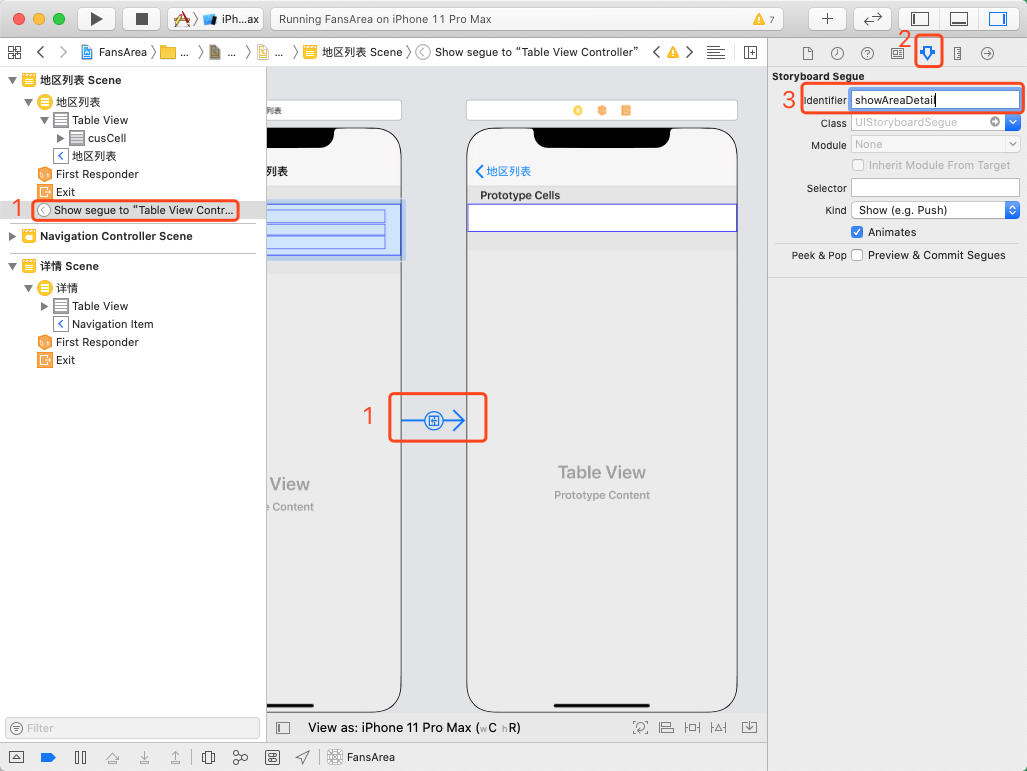 iPh...ax
Running FansArea on iPhone 11 Pro Max
7
FansArea
...
...
...
地区列表 Scene
Show segue to “Table View Controller”
2
地区列表 Scene
地区列表
Table View
cusCell
地区列表
First Responder
Exit
1
Show segue to “Table View Contr...
Navigation Controller Scene
详情 Scene
详情
Table View
Navigation Item
First Responder
Exit
Filter
列表
列表
View
e Content
1
地区列表
Prototype Cells
Table View
Prototype Content
View as: iPhone 11 Pro Max (wC hR)
FansArea
Storyboard Segue
3
Identifier showAreaDetail
Class UIStoryboardSegue
Module None
Inherit Module From Target
Selector
Kind Show (e.g. Push)
Animates
Peek & Pop Preview & Commit Segues